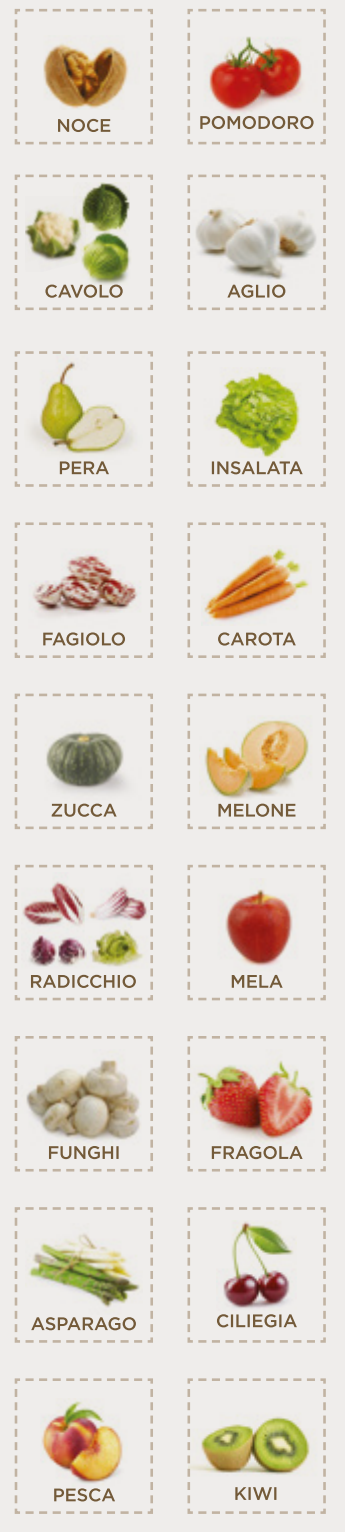 NOCE
POMODORO
CAVOLO
AGLIO
PERA
INSALATA
FAGIOLO
CAROTA
ZUCCA
MELONE
RADICCHIO
MELA
FUNGHI
FRAGOLA
ASPARAGO
CILIEGIA
PESCA
KIWI